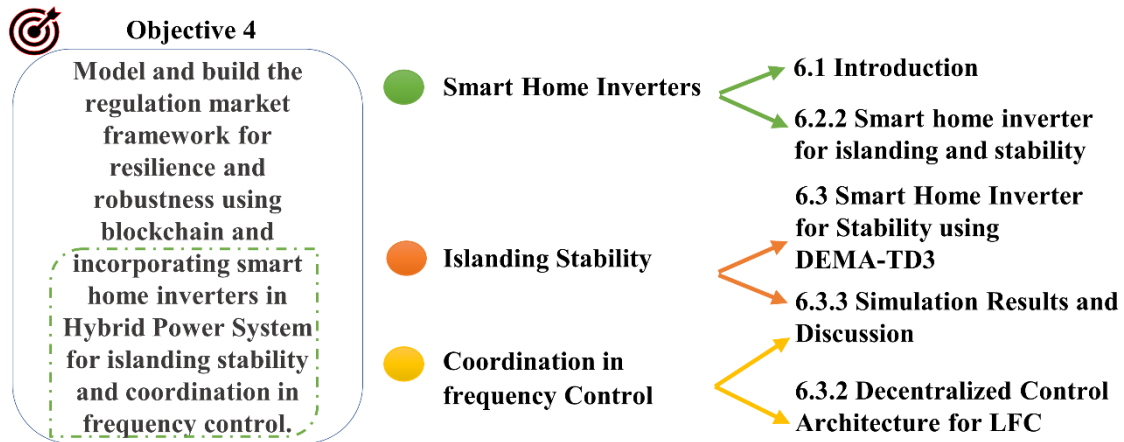 Objective 4
Model and build the
regulation market
framework for
resilience and
robustness using
blockchain and
incorporating smart
home inverters in
Hybrid Power System
for islanding stability
and coordination in
frequency control.
Smart Home Inverters
Islanding Stability
Coordination in
frequency Control
6.1 Introduction
6.2.2 Smart home inverter
for islanding and stability
6.3 Smart Home Inverter
for Stability using
DEMA-TD3
6.3.3 Simulation Results and
Discussion
6.3.2 Decentralized Control
Architecture for LFC